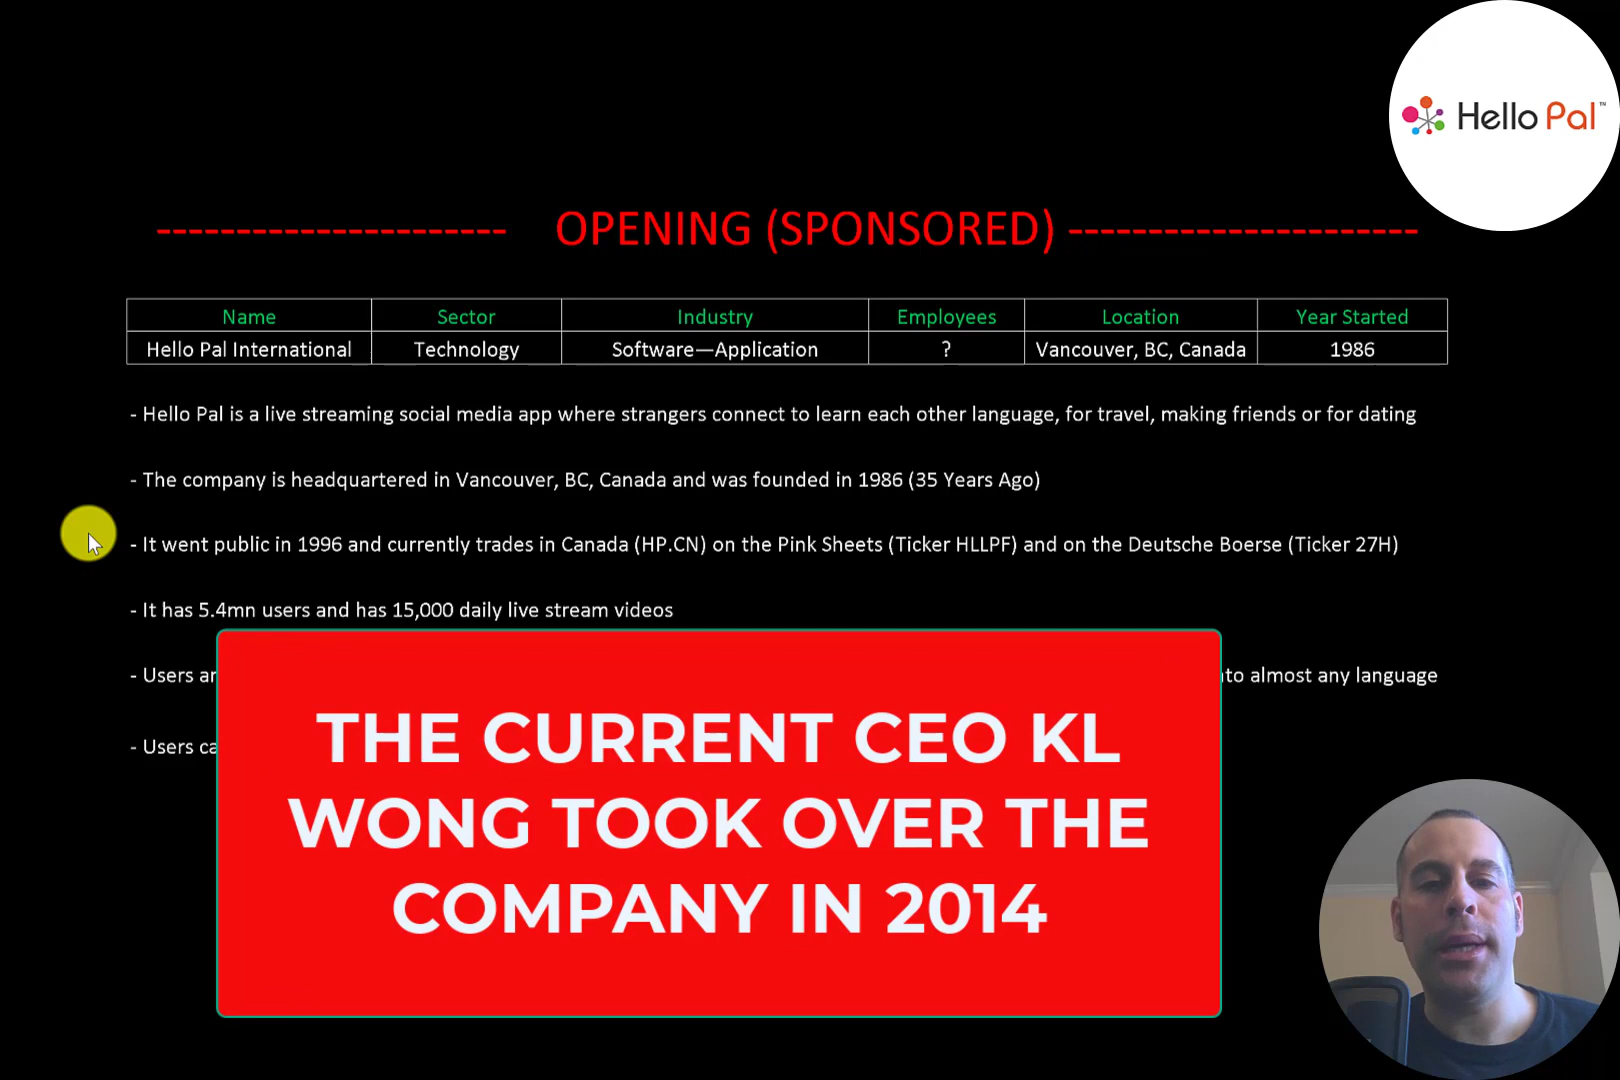 Hello Pal™
---------------------- OPENING (SPONSORED) ----------------------
Name Sector Industry Employees Location Year Started
Hello Pal International Technology Software—Application ? Vancouver, BC, Canada 1986
- Hello Pal is a live streaming social media app where strangers connect to learn each other language, for travel, making friends or for dating
- The company is headquartered in Vancouver, BC, Canada and was founded in 1986 (35 Years Ago)
- It went public in 1996 and currently trades in Canada (HP.CN) on the Pink Sheets (Ticker HLLPF) and on the Deutsche Boerse (Ticker 27H)
- It has 5.4mn users and has 15,000 daily live stream videos
- Users to almost any language
- Users
THE CURRENT CEO KL
WONG TOOK OVER THE
COMPANY IN 2014